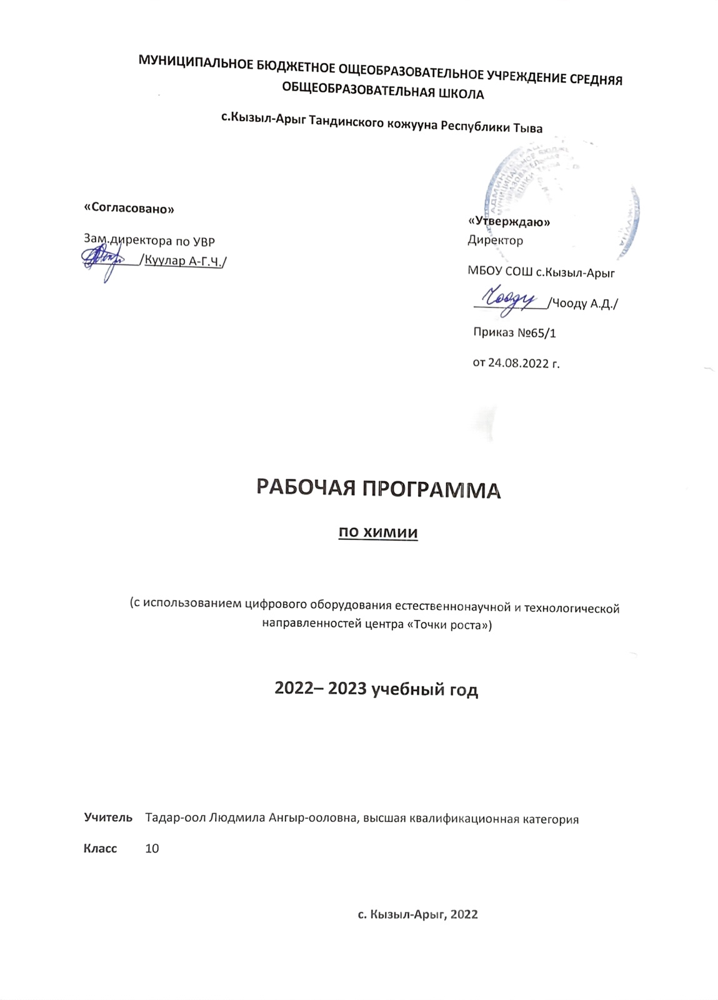 МУНИЦИПАЛЬНОЕ БЮДЖЕТНОЕ ОЩЕОБРАЗОВАТЕЛЬНОЕ УЧРЕЖДЕНИЕ СРЕДНЯЯ
ОБЩЕОБРАЗОВАТЕЛЬНАЯ ШКОЛА
с.Кызыл-Арыг Тандинского кожууна Республики Тыва
«Согласовано»
Зам.директора по УВР
/Куулар А-Г.Ч./
«Утверждаю»
Директор
МБОУ СОШ с.Кызыл-Арыг
Чооду /Чооду А.Д./
Приказ №65/1
от 24.08.2022 г.
РАБОЧАЯ ПРОГРАММА
по химии
(с использованием цифрового оборудования естественнонаучной и технологической
направленностей центра «Точки роста»)
2022– 2023 учебный год
Учитель Тадар-оол Людмила Ангыр-ооловна, высшая квалификационная категория
Класс 10
с. Кызыл-Арыг, 2022